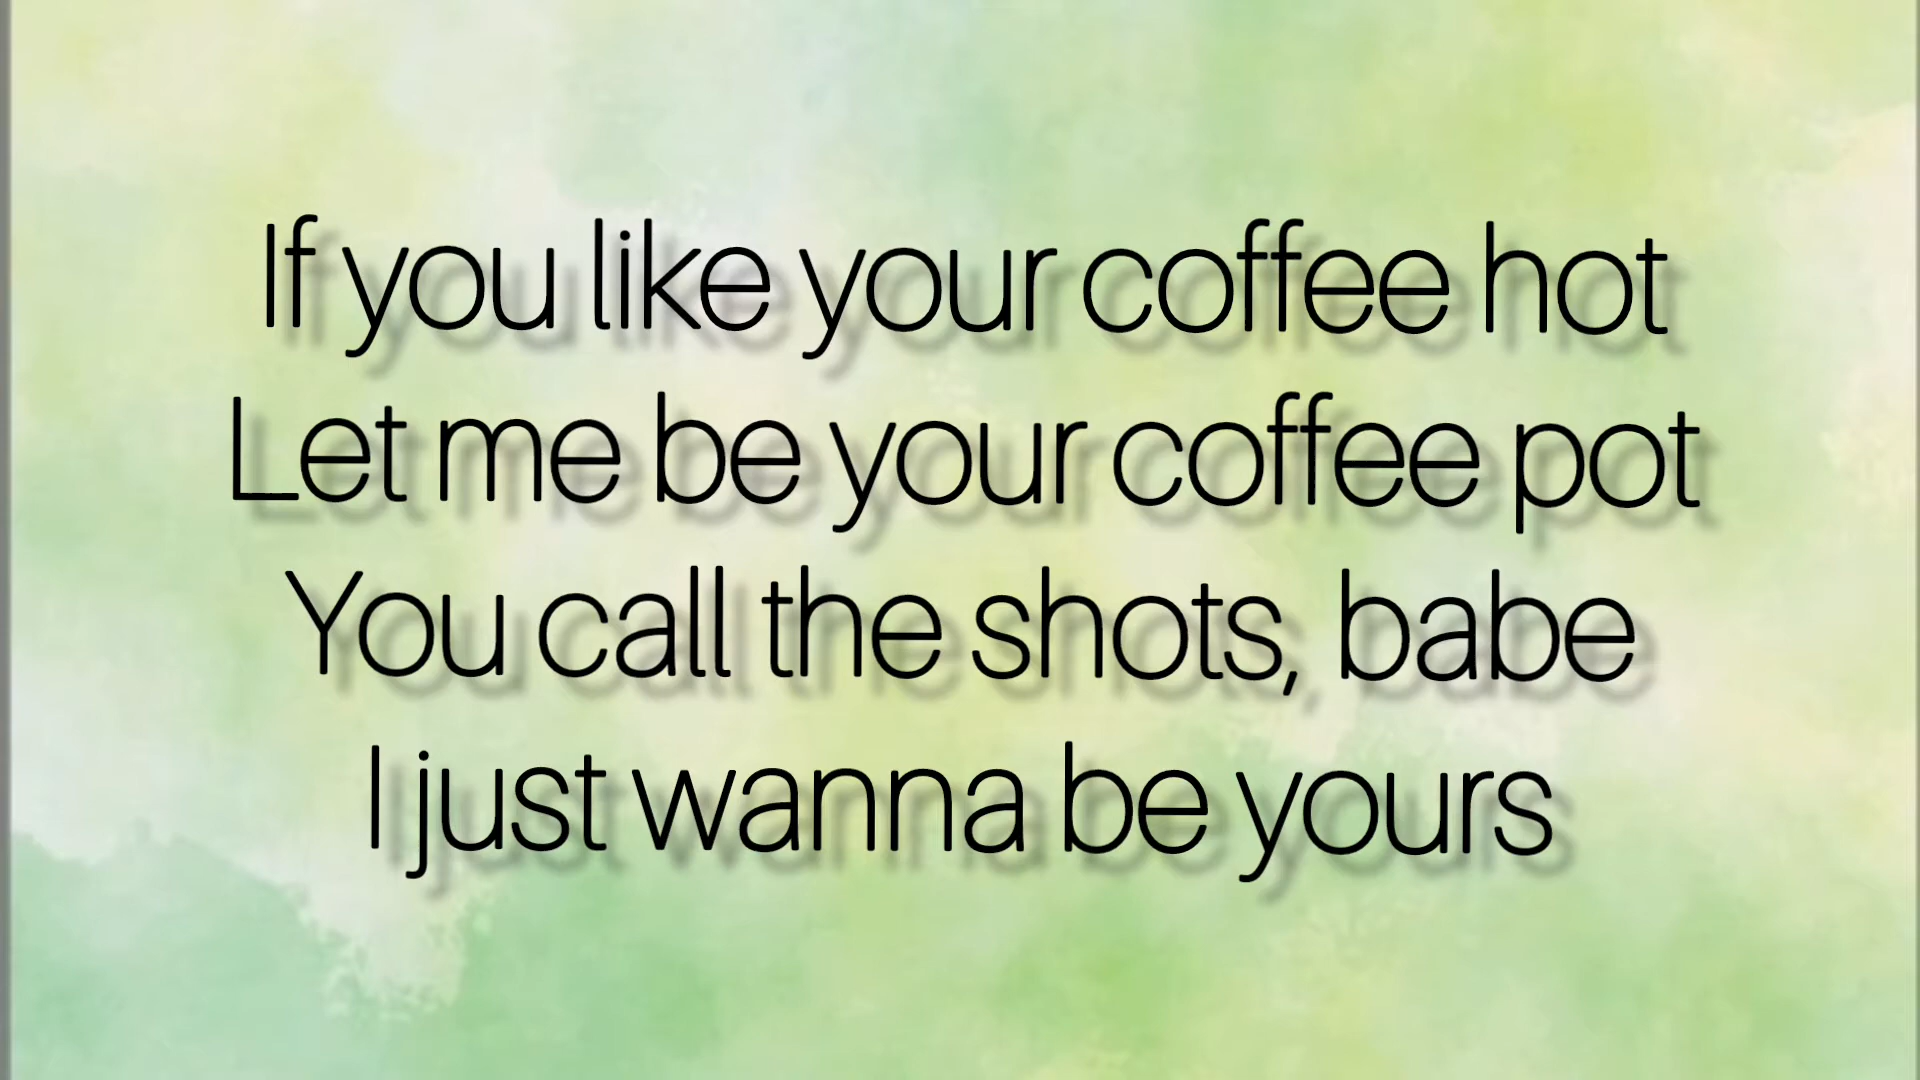 If you like your coffee hot
Let me be your coffee pot
You call the shots, babe
I just wanna be yours